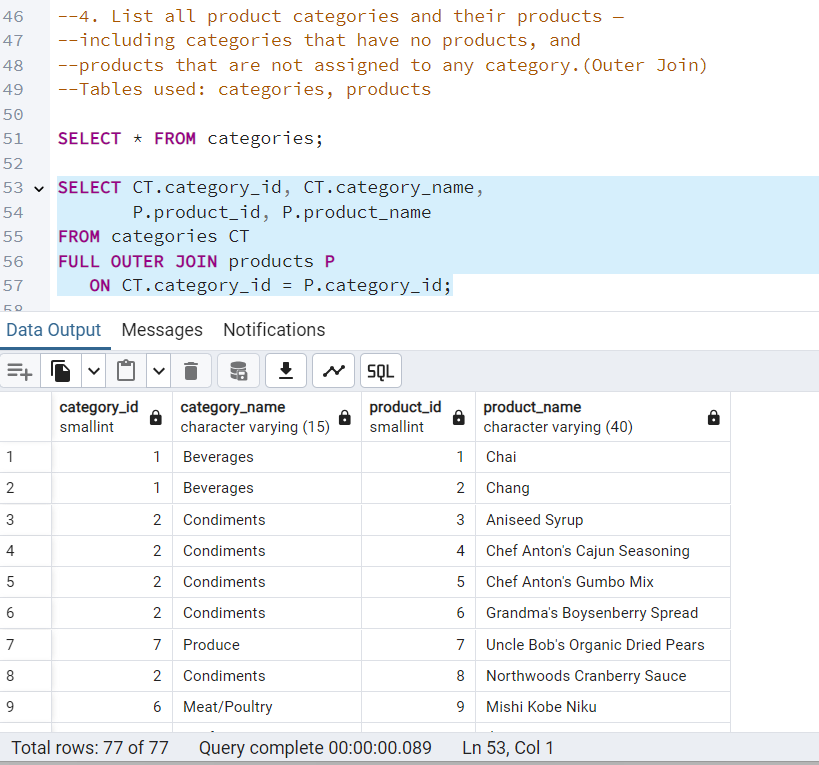 46 --4. List all product categories and their products —
47 --including categories that have no products, and
48 --products that are not assigned to any category.(Outer Join)
49 --Tables used: categories, products
50
51 SELECT * FROM categories;
52
53 SELECT CT.category_id, CT.category_name,
54 P.product_id, P.product_name
55 FROM categories CT
56 FULL OUTER JOIN products P
57 ON CT.category_id = P.category_id;
58
Data Output Messages Notifications
SQL
category_id category_name product_id product_name
smallint character varying (15) smallint character varying (40)
1 1 Beverages 1 Chai
2 1 Beverages 2 Chang
3 2 Condiments 3 Aniseed Syrup
4 2 Condiments 4 Chef Anton's Cajun Seasoning
5 2 Condiments 5 Chef Anton's Gumbo Mix
6 2 Condiments 6 Grandma's Boysenberry Spread
7 7 Produce 7 Uncle Bob's Organic Dried Pears
8 2 Condiments 8 Northwoods Cranberry Sauce
9 6 Meat/Poultry 9 Mishi Kobe Niku
Total rows: 77 of 77 Query complete 00:00:00.089 Ln 53, Col 1